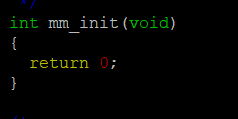 */
int mm_init(void)
{
  return 0;
}